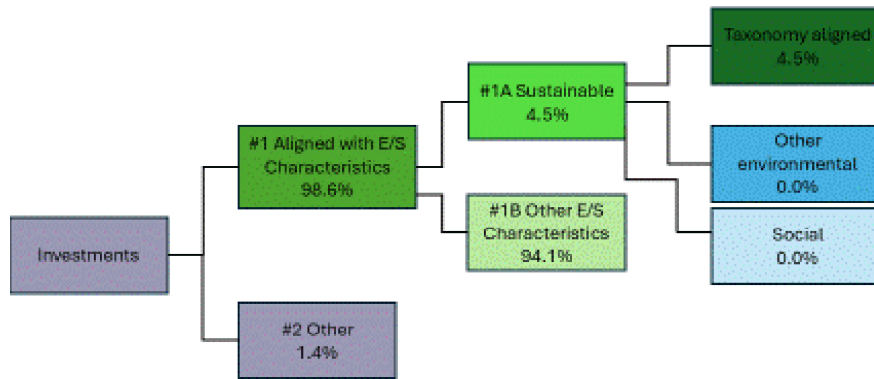 Investments
#1 Aligned with E/S
Characteristics
98.6%
#2 Other
1.4%
#1A Sustainable
4.5%
#1B Other E/S
Characteristics
94.1%
Taxonomy aligned
4.5%
Other
environmental
0.0%
Social
0.0%